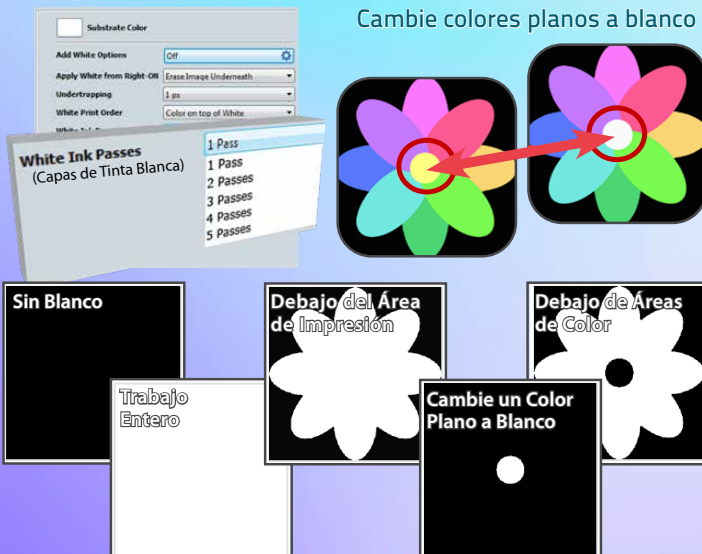 Cambie colores planos a blanco
Substrate Color
Add White Options Off
Apply White from Right-ON Erase Image Underneath
Undertrapping 1 px
White Print Order Color on top of White
White Ink Passes
(Capas de Tinta Blanca)
1 Pass
1 Pass
2 Passes
3 Passes
4 Passes
5 Passes
Sin Blanco
Debajo del Área
de Impresión
Debajo de Áreas
de Color
Trabajo
Entero
Cambie un Color
Plano a Blanco